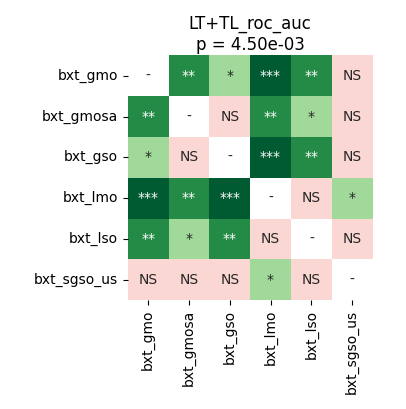 LT+TL_roc_auc
p = 4.50e-03
bxt_gmo - ** * *** ** NS
bxt_gmosa ** - NS ** * NS
bxt_gso * NS - *** ** NS
bxt_lmo *** ** *** - NS *
bxt_lso ** * ** NS - NS
bxt_sgso_us NS NS NS * NS -
bxt_gmo bxt_gmosa bxt_gso bxt_lmo bxt_lso bxt_sgso_us